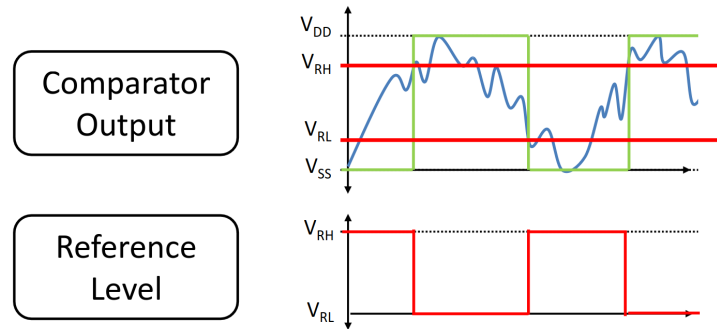 Comparator
Output
V_DD
V_RH
V_RL
V_SS
Reference
Level
V_RH
V_RL